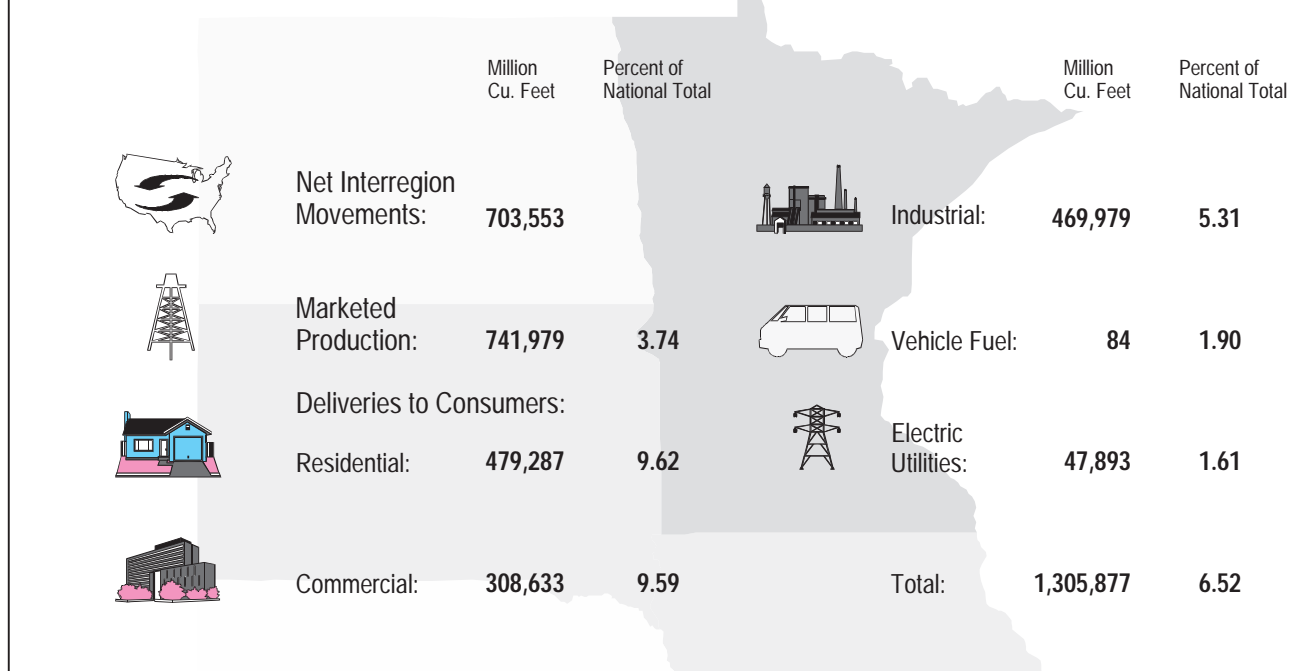 Million
Cu. Feet
Percent of
National Total
Net Interregion
Movements: 703,553
Marketed
Production: 741,979 3.74
Deliveries to Consumers:
Residential: 479,287 9.62
Commercial: 308,633 9.59
Million
Cu. Feet
Percent of
National Total
Industrial: 469,979 5.31
Vehicle Fuel: 84 1.90
Electric
Utilities: 47,893 1.61
Total: 1,305,877 6.52